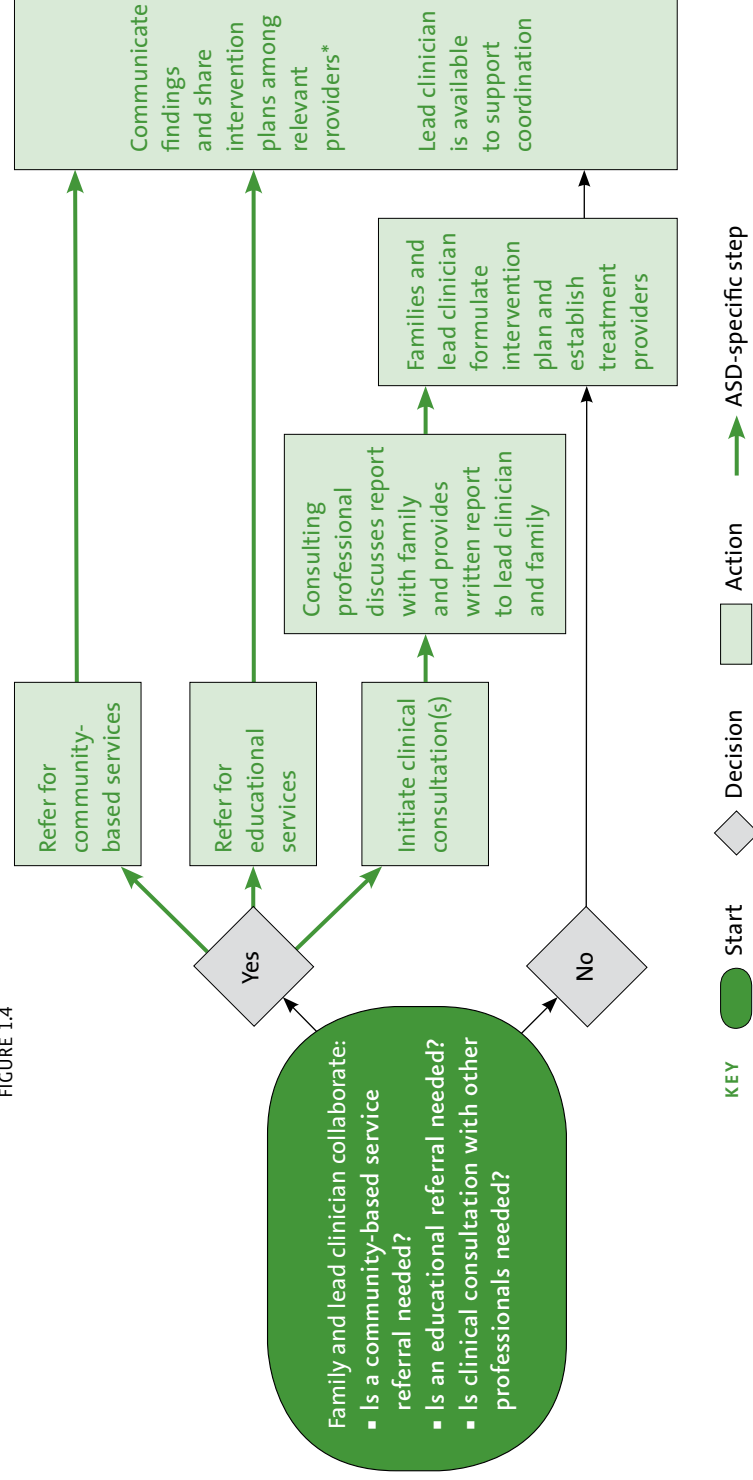 FIGURE 1.4
Family and lead clinician collaborate:
▪ Is a community-based service
referral needed?
▪ Is an educational referral needed?
▪ Is clinical consultation with other
professionals needed?
Yes
No
Refer for
community-
based services
Refer for
educational
services
Initiate clinical
consultation(s)
Consulting
professional
discusses report
with family
and provides
written report
to lead clinician
and family
Families and
lead clinician
formulate
intervention
plan and
establish
treatment
providers
Communicate
findings
and share
intervention
plans among
relevant
providers*
Lead clinician
is available
to support
coordination
KEY
Start
Decision
Action
ASD-specific step